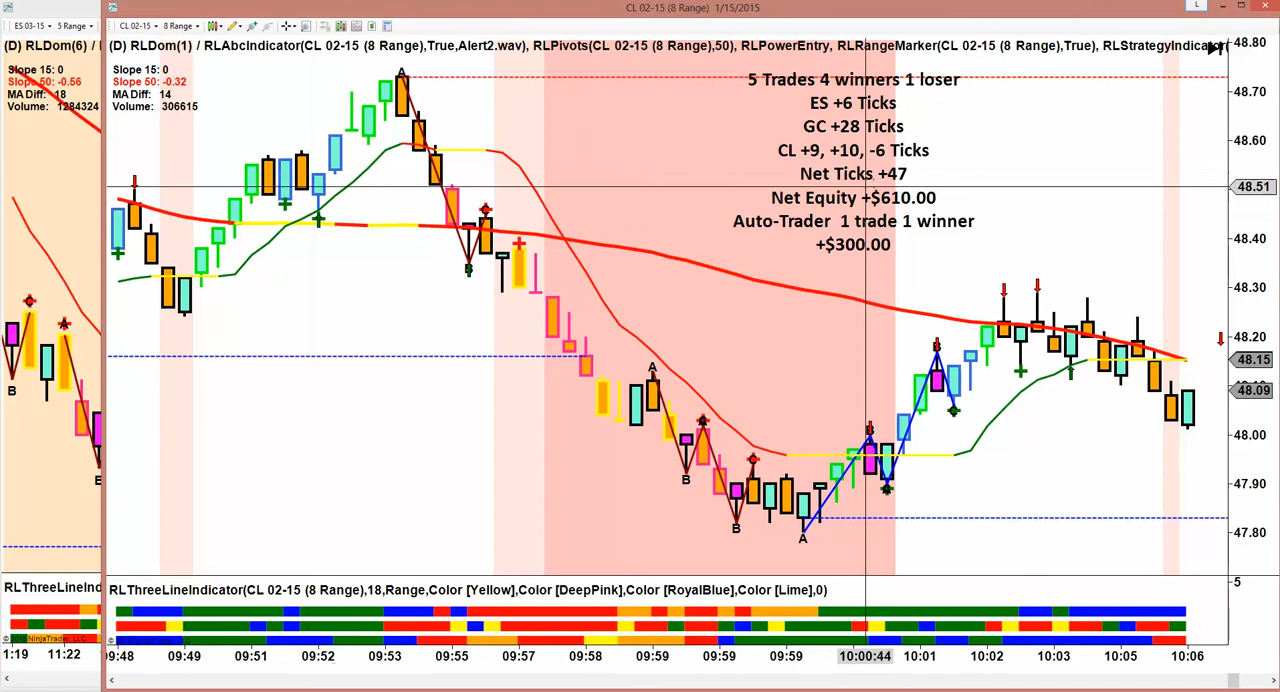 CL 02-15 (8 Range) 1/15/2015
ES 03-15 5 Range
CL 02-15 8 Range
(D) RLDom(6) /
(D) RLDom(1) / RLAbcIndicator(CL 02-15 (8 Range),True,Alert2.wav), RLPivots(CL 02-15 (8 Range),50), RLPowerEntry, RLRangeMarker(CL 02-15 (8 Range),True), RLStrategyIndicator
Slope 15: 0
Slope 50: -0.56
MA Diff: 18
Volume: 1284324
Slope 15: 0
Slope 50: -0.32
MA Diff: 14
Volume: 306615
5 Trades 4 winners 1 loser
ES +6 Ticks
GC +28 Ticks
CL +9, +10, -6 Ticks
Net Ticks +47
Net Equity +$610.00
Auto-Trader 1 trade 1 winner
+$300.00
48.80
48.70
48.60
48.51
48.40
48.30
48.20
48.15
48.09
48.00
47.90
47.80
5
A
B
A
B
B
A
B
B
A
B
B
RLThreeLineInd
RLThreeLineIndicator(CL 02-15 (8 Range),18,Range,Color [Yellow],Color [DeepPink],Color [RoyalBlue],Color [Lime],0)
© 2015 NinjaTrader, LLC
1:19 11:22
09:48 09:49 09:51 09:52 09:53 09:55 09:57 09:59 09:59 09:59 10:00:44 10:01 10:02 10:03 10:05 10:06